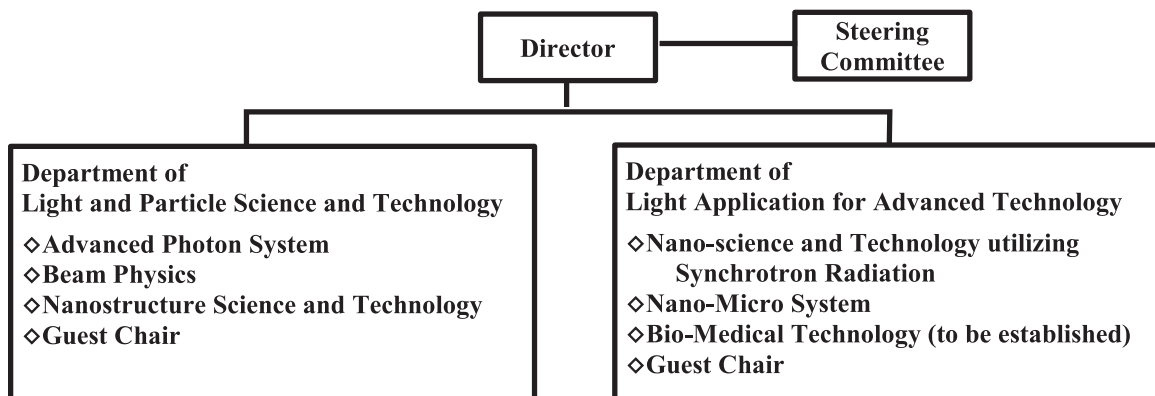 Director
Steering
Committee
Department of
Light and Particle Science and Technology
◇Advanced Photon System
◇Beam Physics
◇Nanostructure Science and Technology
◇Guest Chair
Department of
Light Application for Advanced Technology
◇Nano-science and Technology utilizing
Synchrotron Radiation
◇Nano-Micro System
◇Bio-Medical Technology (to be established)
◇Guest Chair